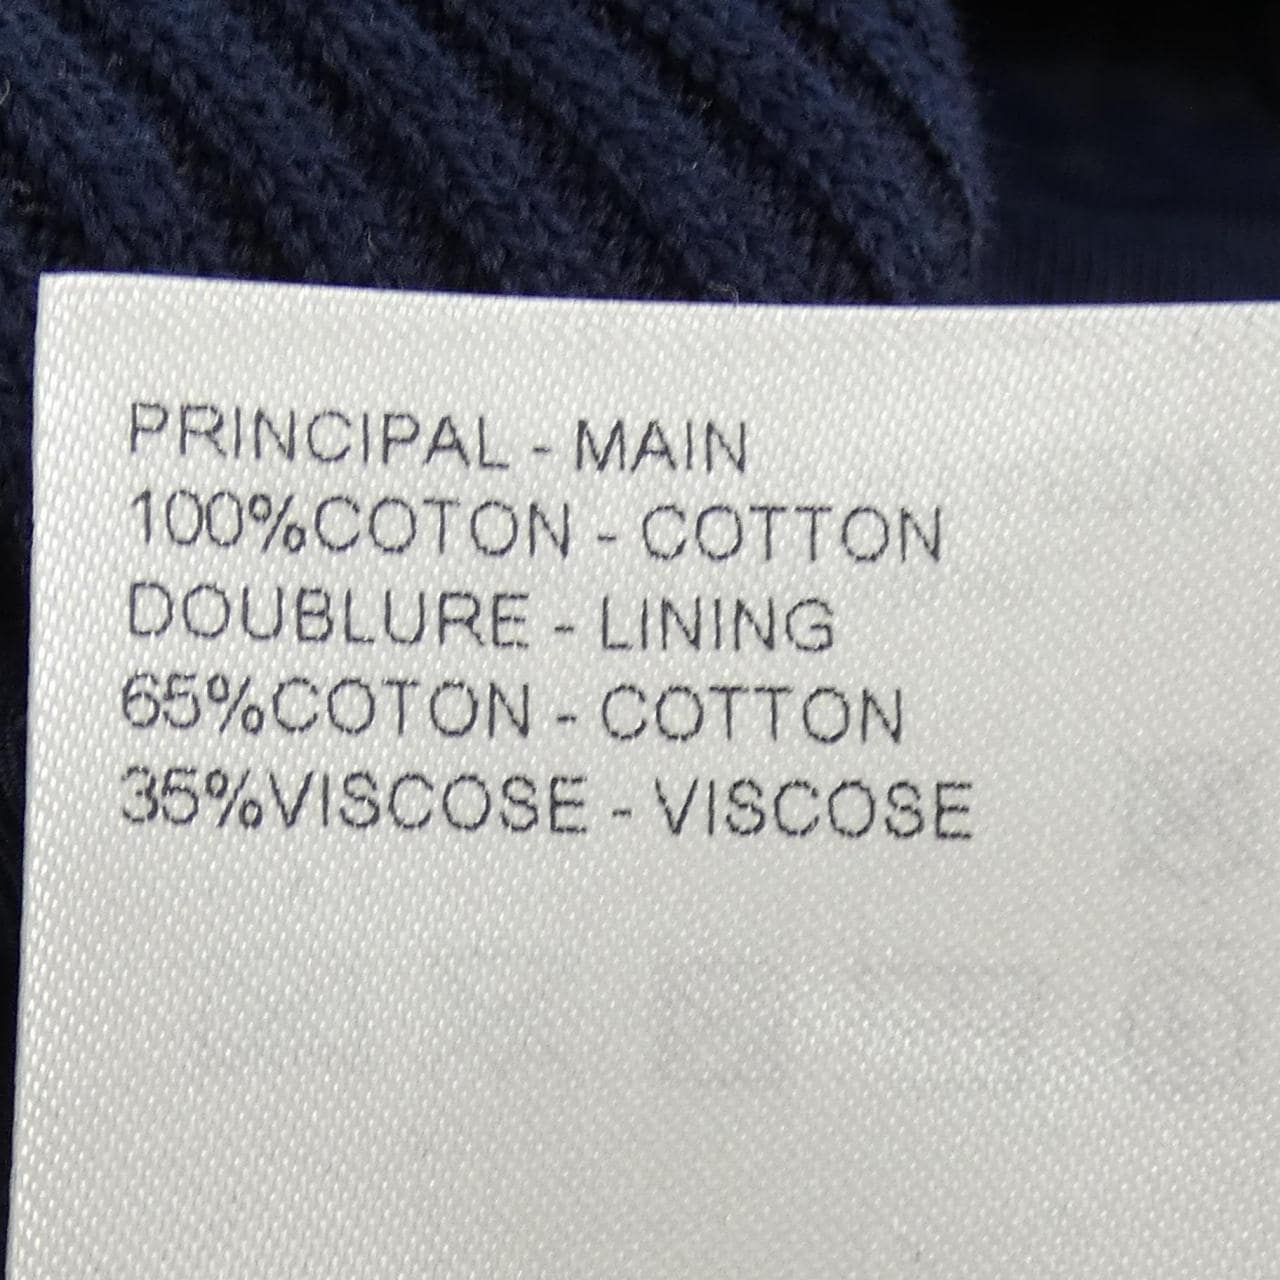 PRINCIPAL - MAIN
100%COTON - COTTON
DOUBLURE - LINING
65%COTON - COTTON
35%VISCOSE - VISCOSE